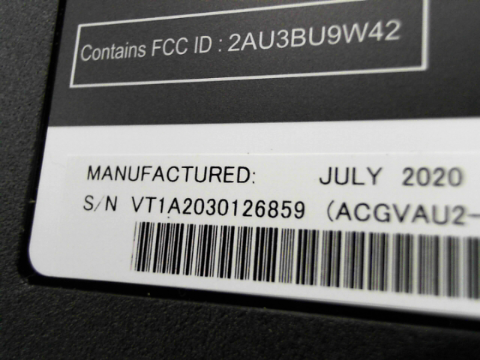 Contains FCC ID : 2AU3BU9W42
MANUFACTURED: JULY 2020
S/N VT1A2030126859 (ACGVAU2-